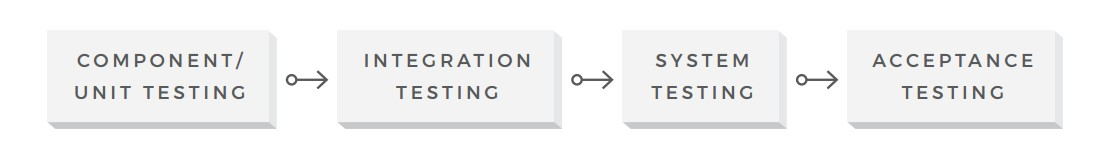 COMPONENT/
UNIT TESTING
INTEGRATION
TESTING
SYSTEM
TESTING
ACCEPTANCE
TESTING